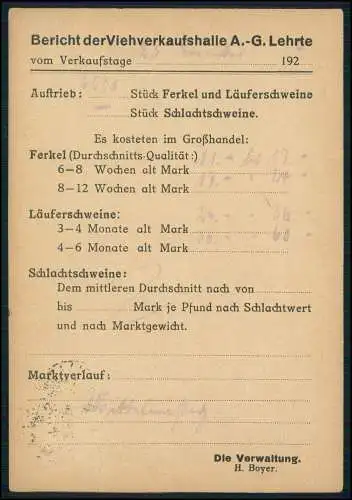 Bericht der Viehverkaufshalle A.-G. Lehrte
vom Verkaufstage 192
Auftrieb: Stück Ferkel und Läuferschweine
Stück Schlachtschweine.
Es kosteten im Großhandel:
Ferkel (Durchschnitts-Qualität:)
6—8 Wochen alt Mark
8—12 Wochen alt Mark
Läuferschweine:
3—4 Monate alt Mark
4—6 Monate alt Mark
Schlachtschweine:
Dem mittleren Durchschnitt nach von
bis Mark je Pfund nach Schlachtwert
und nach Marktgewicht.
Marktverlauf:
Die Verwaltung.
H. Boyer.